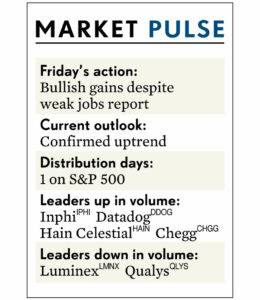 MARKET PULSE
Friday's action:
Bullish gains despite
weak jobs report
Current outlook:
Confirmed uptrend
Distribution days:
1 on S&P 500
Leaders up in volume:
Inphi IPHI Datadog DDOG
Hain Celestial HAIN Chegg CHGG
Leaders down in volume:
Luminex LMNX Qualys QLYS